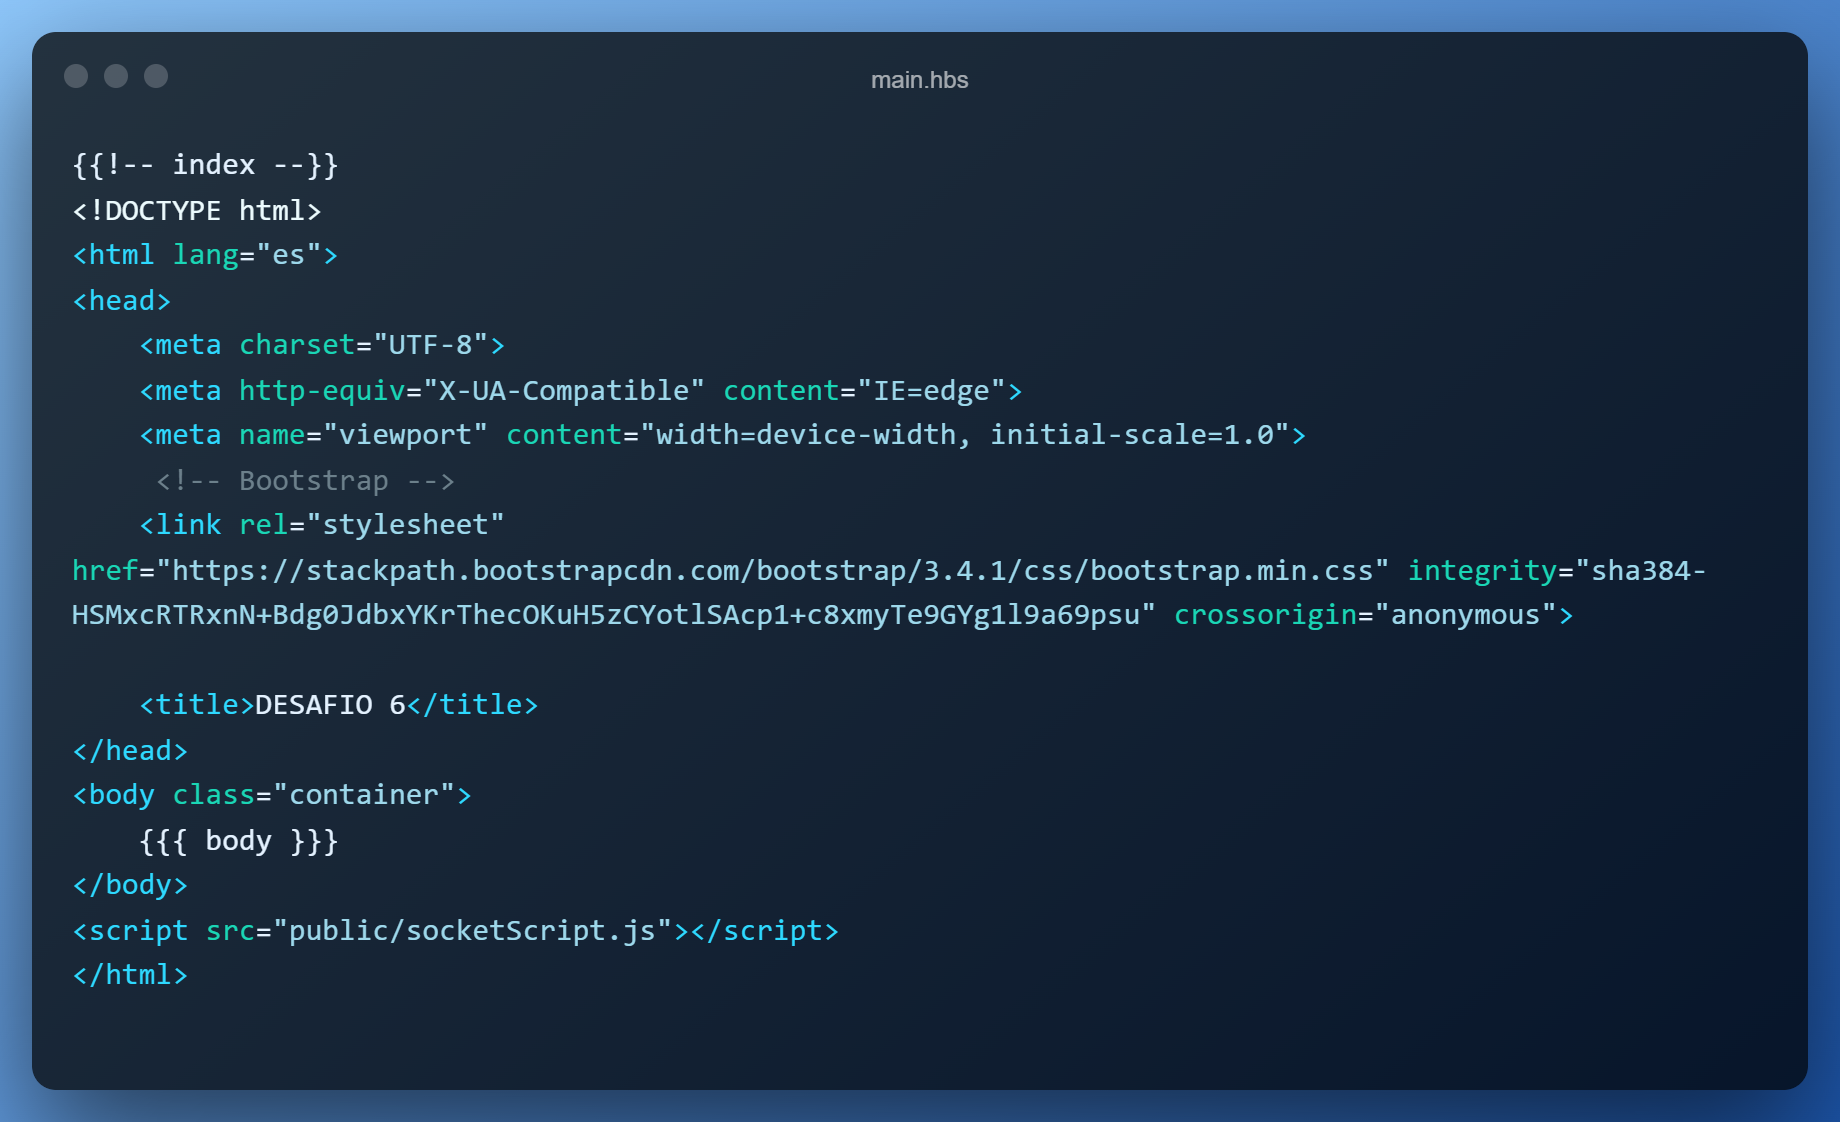 main.hbs
{{!-- index --}}
<!DOCTYPE html>
<html lang="es">
<head>
    <meta charset="UTF-8">
    <meta http-equiv="X-UA-Compatible" content="IE=edge">
    <meta name="viewport" content="width=device-width, initial-scale=1.0">
     <!-- Bootstrap -->
    <link rel="stylesheet"
href="https://stackpath.bootstrapcdn.com/bootstrap/3.4.1/css/bootstrap.min.css" integrity="sha384-
HSMxcRTRxnN+Bdg0JdbxYKrThecOKuH5zCYotlSAcp1+c8xmyTe9GYg1l9a69psu" crossorigin="anonymous">
    <title>DESAFIO 6</title>
</head>
<body class="container">
    {{{ body }}}
</body>
<script src="public/socketScript.js"></script>
</html>